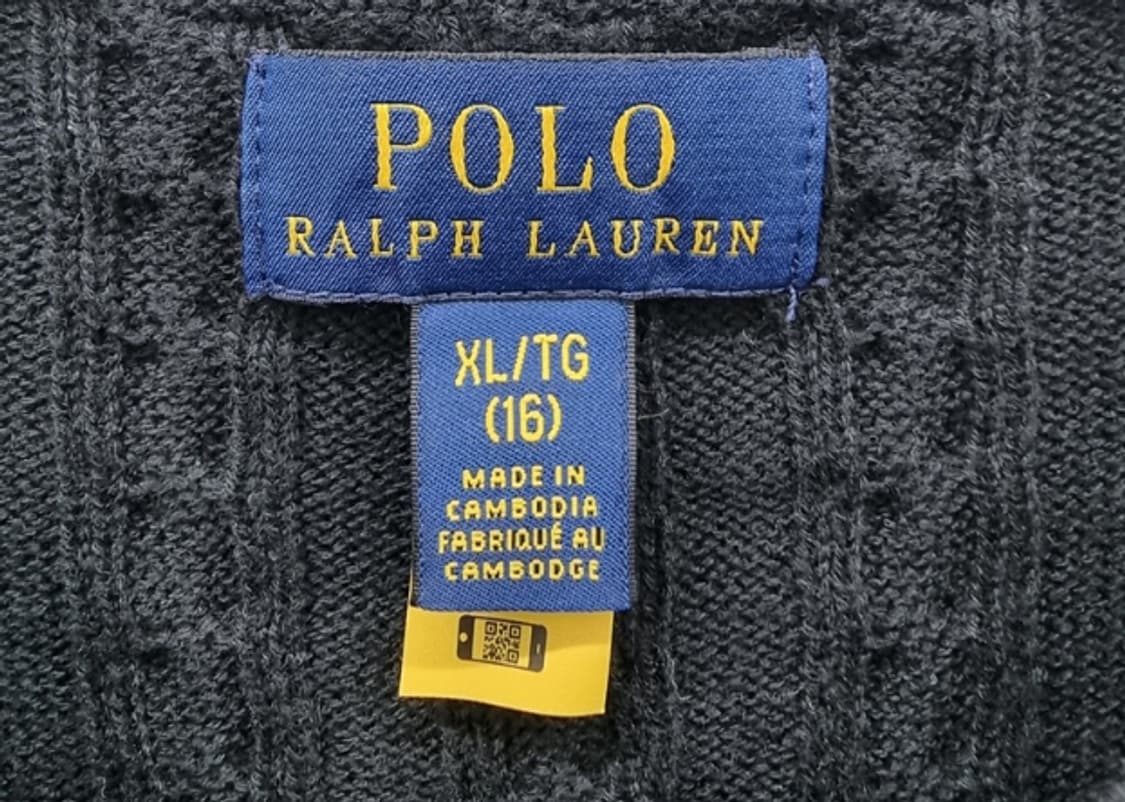 POLO
RALPH LAUREN
XL/TG
(16)
MADE IN
CAMBODIA
FABRIQUÉ AU
CAMBODGE